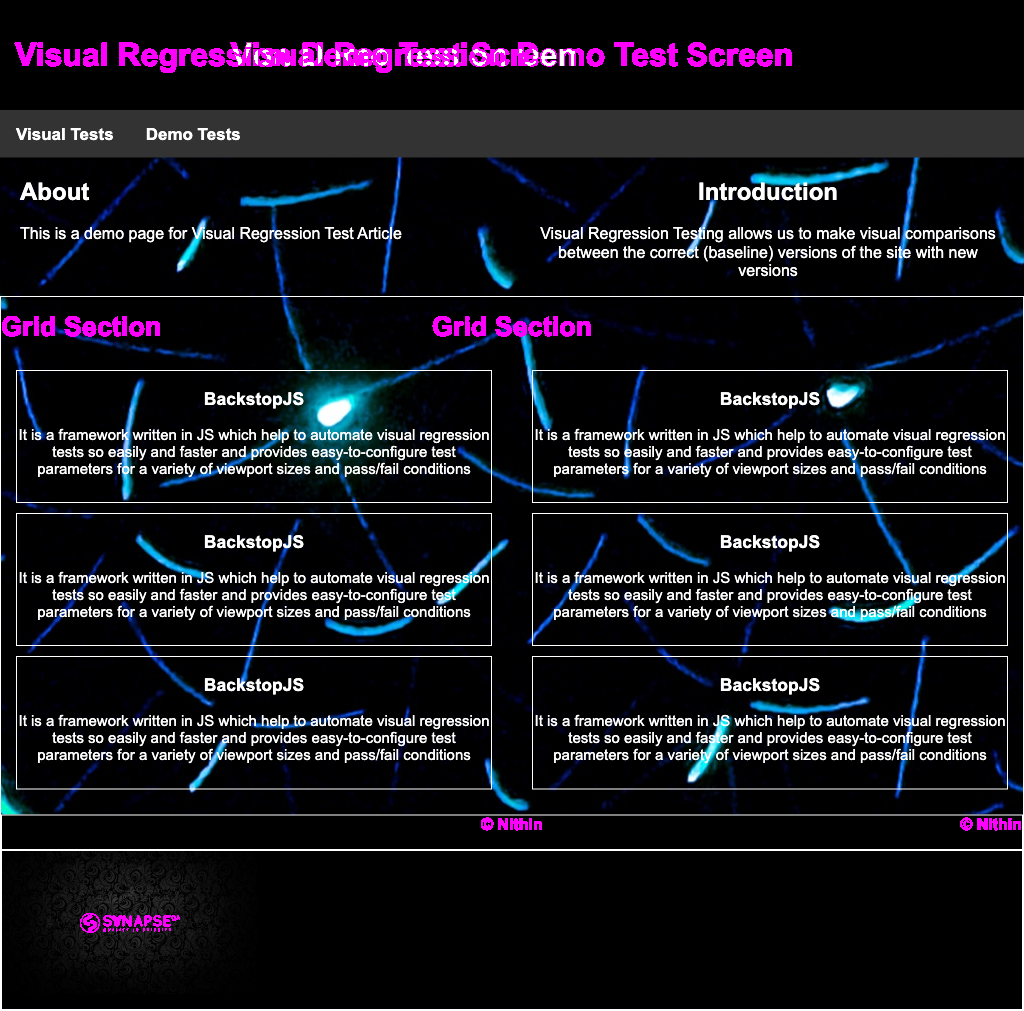 Visual Regression Demo Test Screen
Visual Regression Demo Test Screen
Visual Tests Demo Tests
About
This is a demo page for Visual Regression Test Article
Introduction
Visual Regression Testing allows us to make visual comparisons
between the correct (baseline) versions of the site with new
versions
Grid Section Grid Section
BackstopJS
It is a framework written in JS which help to automate visual regression
tests so easily and faster and provides easy-to-configure test
parameters for a variety of viewport sizes and pass/fail conditions
BackstopJS
It is a framework written in JS which help to automate visual regression
tests so easily and faster and provides easy-to-configure test
parameters for a variety of viewport sizes and pass/fail conditions
BackstopJS
It is a framework written in JS which help to automate visual regression
tests so easily and faster and provides easy-to-configure test
parameters for a variety of viewport sizes and pass/fail conditions
BackstopJS
It is a framework written in JS which help to automate visual regression
tests so easily and faster and provides easy-to-configure test
parameters for a variety of viewport sizes and pass/fail conditions
BackstopJS
It is a framework written in JS which help to automate visual regression
tests so easily and faster and provides easy-to-configure test
parameters for a variety of viewport sizes and pass/fail conditions
BackstopJS
It is a framework written in JS which help to automate visual regression
tests so easily and faster and provides easy-to-configure test
parameters for a variety of viewport sizes and pass/fail conditions
© Nithin © Nithin
SYNAPSE